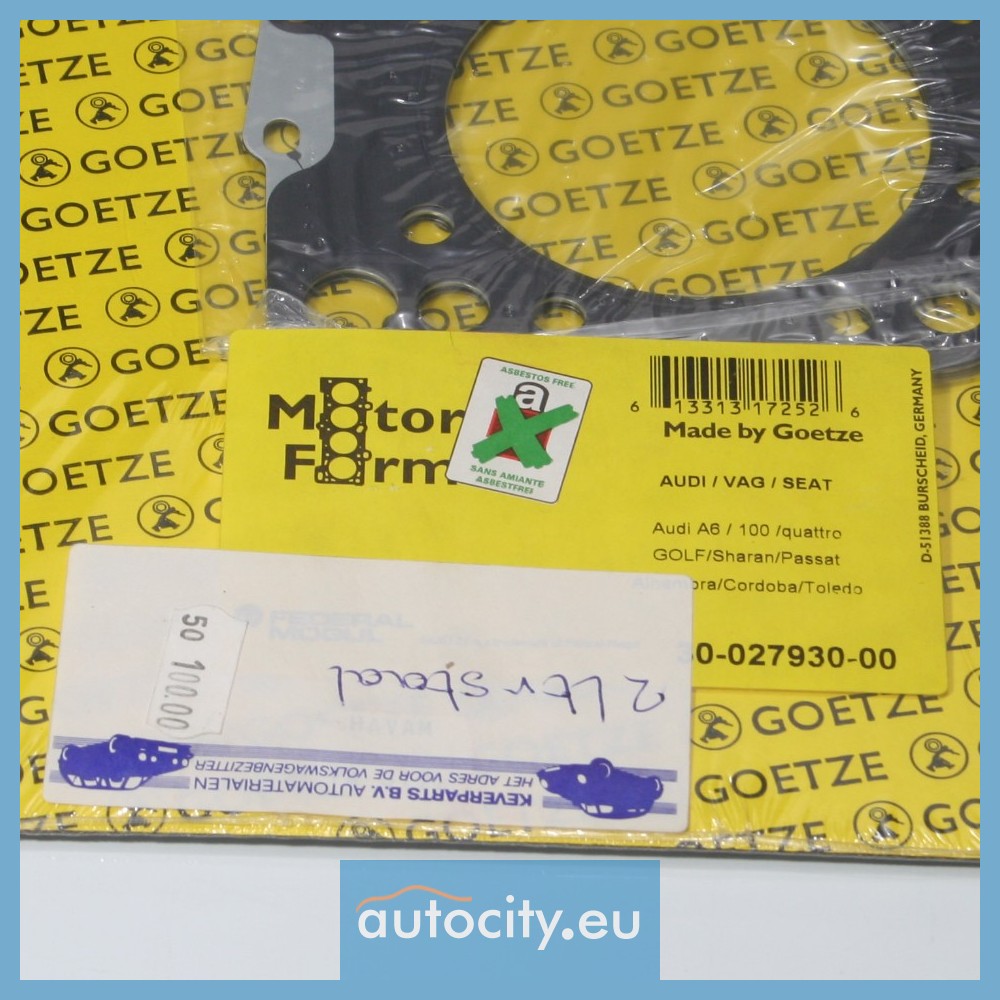 GOETZE
ASBESTOS FREE
a
SANS AMIANTE
ASBESTFREI
Motor
Form
6 13313 17252 6
Made by Goetze
AUDI / VAG / SEAT
Audi A6 / 100 /quattro
GOLF/Sharan/Passat
Alhambra/Cordoba/Toledo
0-027930-00
D-51388 BURSCHEID, GERMANY
FEDERAL
MOGUL
50 100.00
2 Ltr staal
KEVERPARTS B.V. AUTOMATERIALEN
HET ADRES VOOR DE VOLKSWAGENBEZITTER
autocity.eu